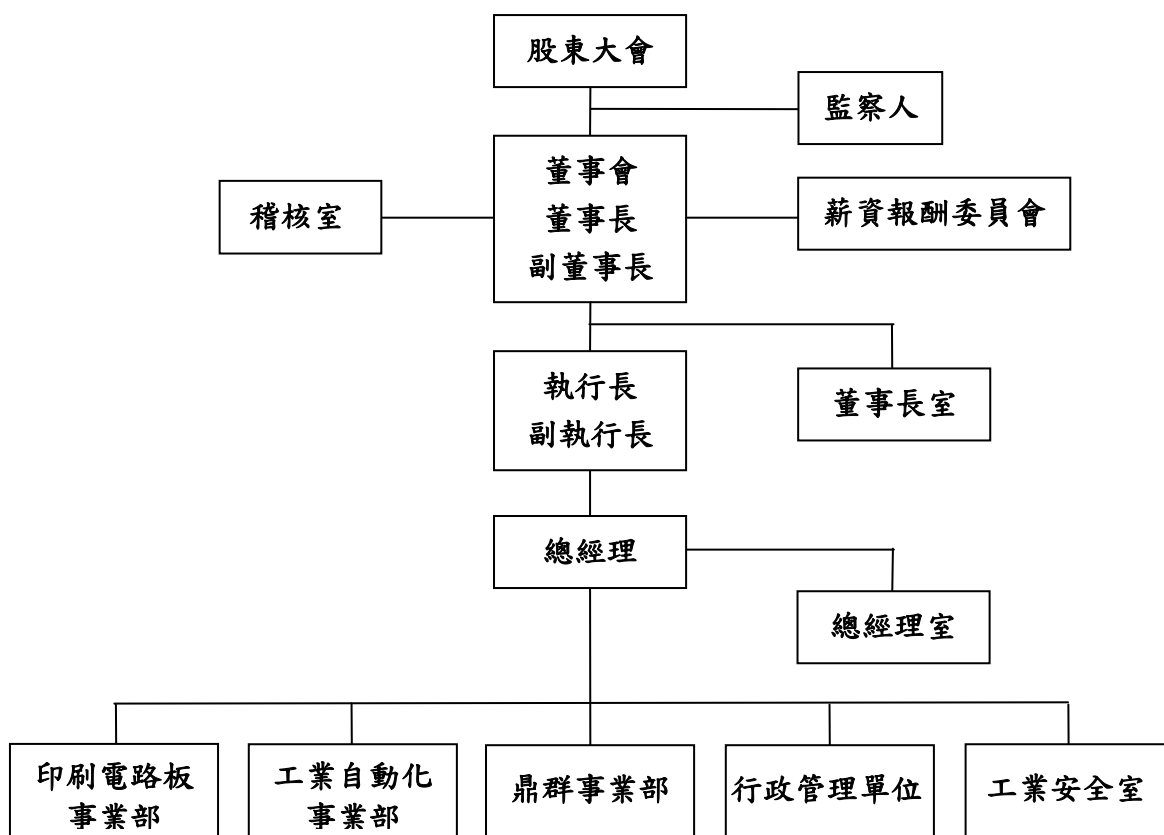 股東大會
監察人
董事會
董事長
副董事長
稽核室
薪資報酬委員會
執行長
副執行長
董事長室
總經理
總經理室
印刷電路板
事業部
工業自動化
事業部
鼎群事業部
行政管理單位
工業安全室